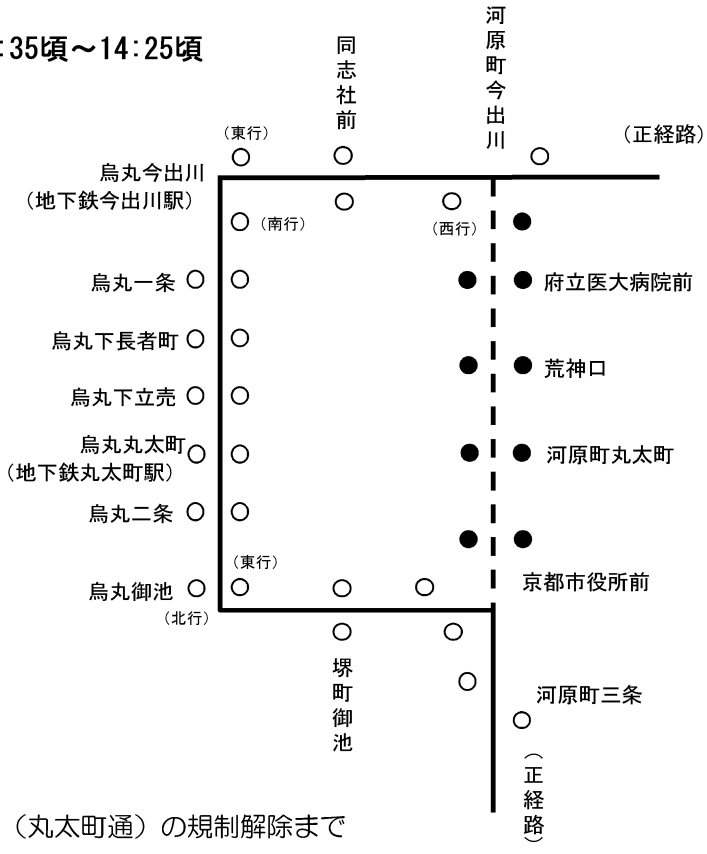 :35頃～14:25頃
同志社前
河原町今出川
(東行)
(正経路)
烏丸今出川
(地下鉄今出川駅)
(南行)
(西行)
烏丸一条
府立医大病院前
烏丸下長者町
荒神口
烏丸下立売
烏丸丸太町
(地下鉄丸太町駅)
河原町丸太町
烏丸二条
(東行)
京都市役所前
烏丸御池
(北行)
堺町御池
河原町三条
(正経路)
(丸太町通)の規制解除まで